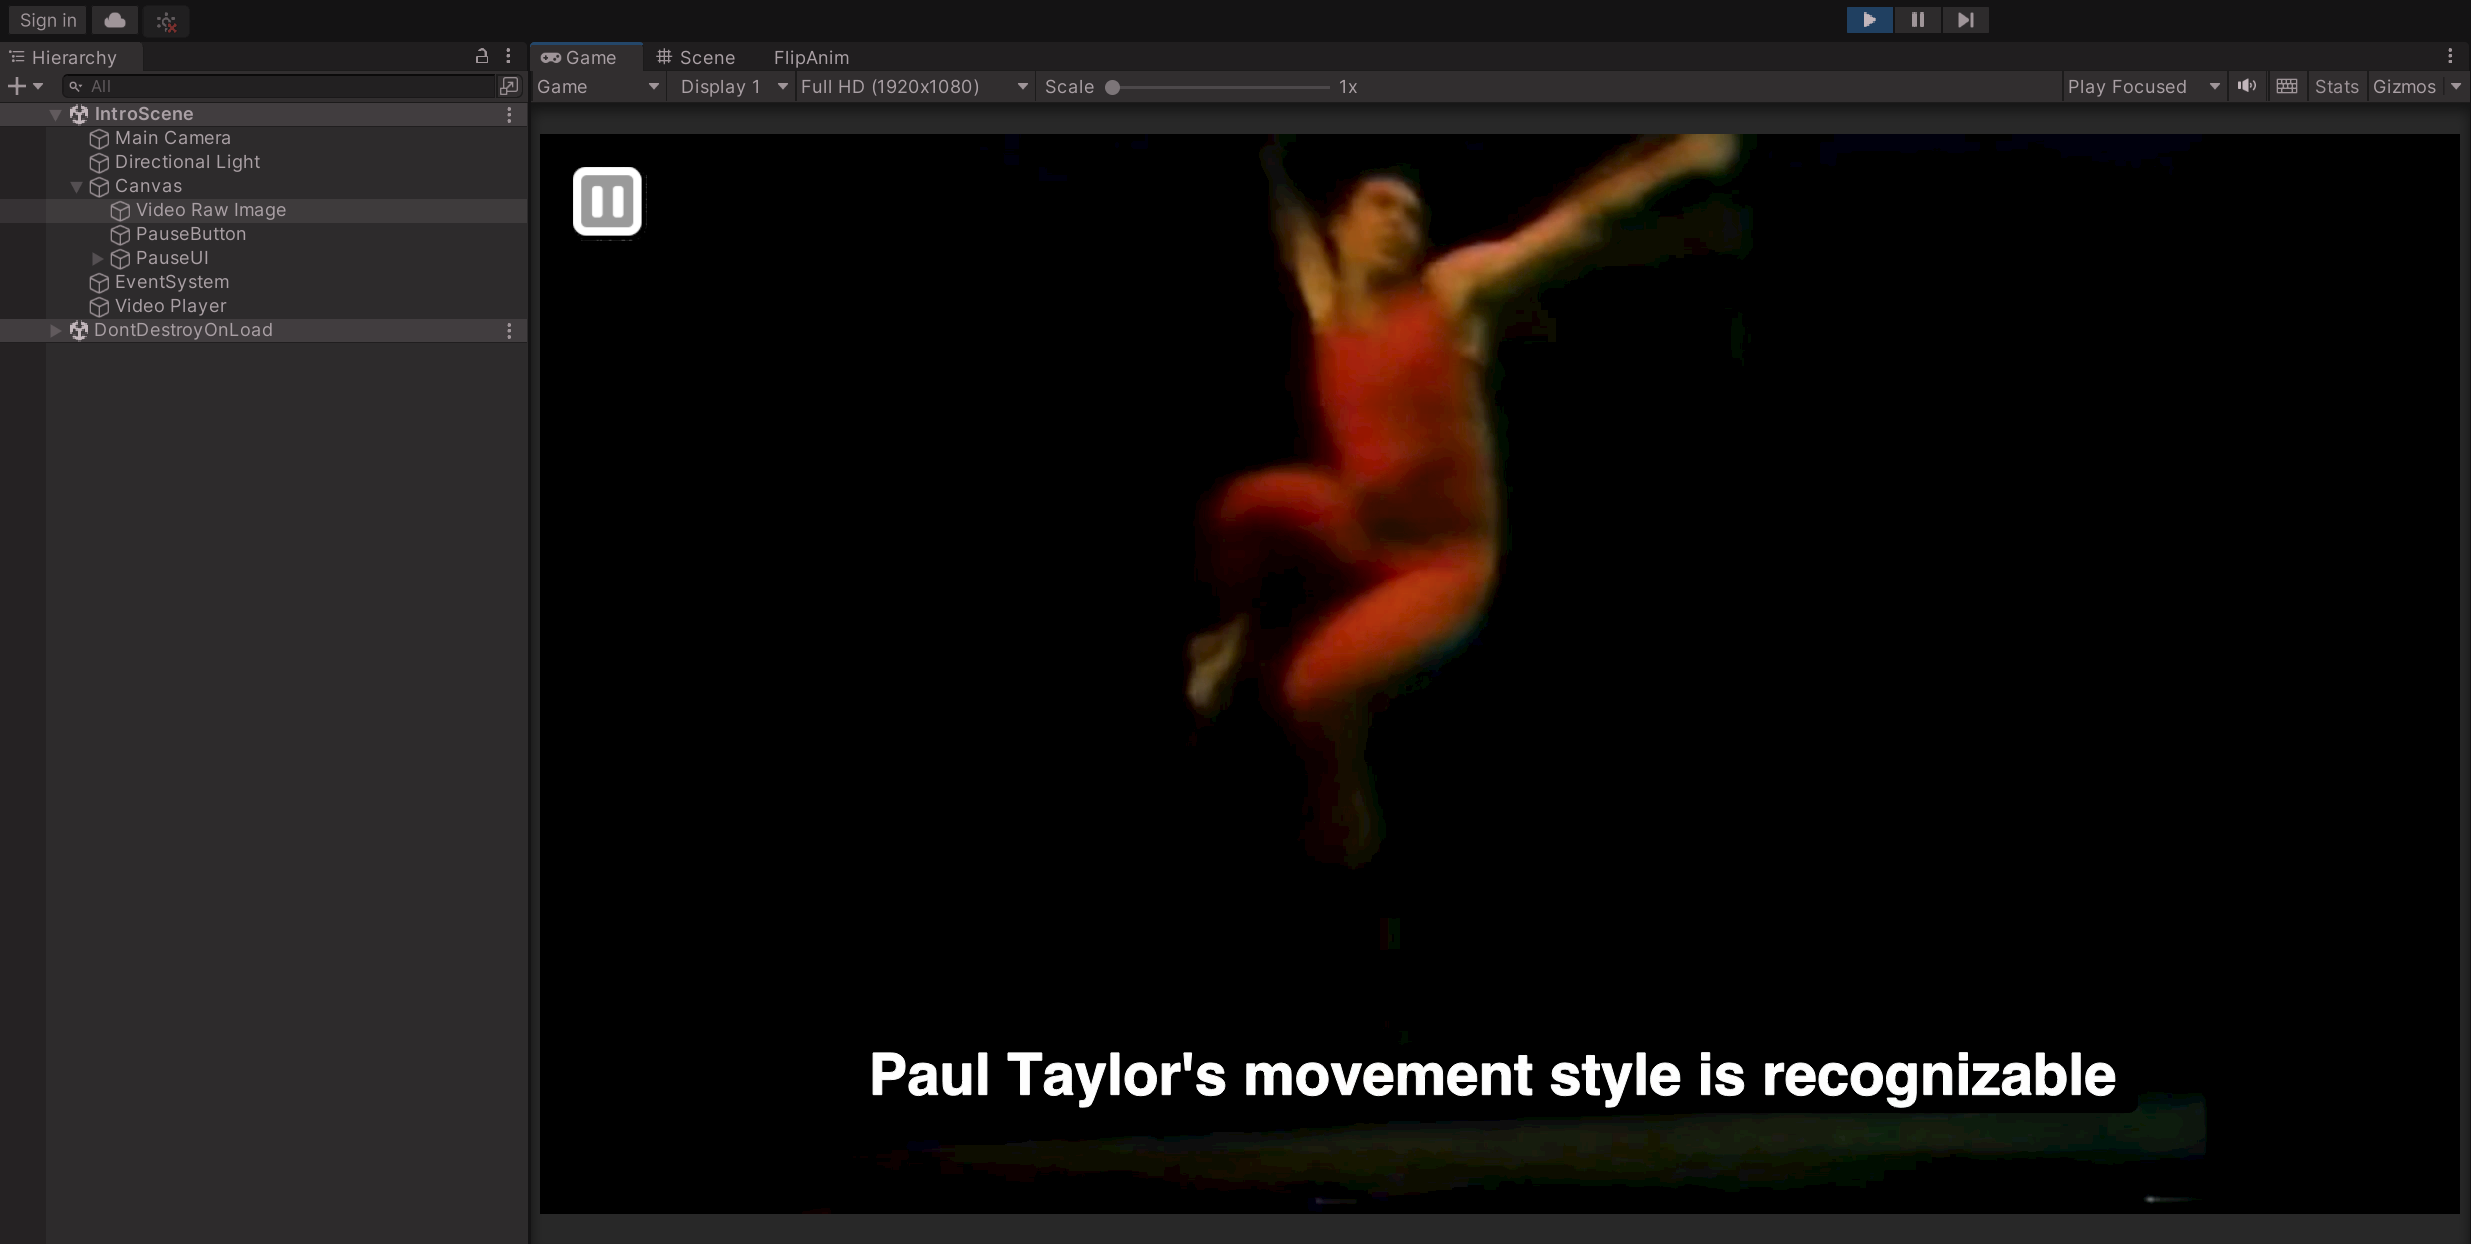 Sign in
Hierarchy
All
IntroScene
Main Camera
Directional Light
Canvas
Video Raw Image
PauseButton
PauseUI
EventSystem
Video Player
DontDestroyOnLoad
Game Scene FlipAnim
Game Display 1 Full HD (1920x1080) Scale 1x Play Focused Stats Gizmos
Paul Taylor's movement style is recognizable